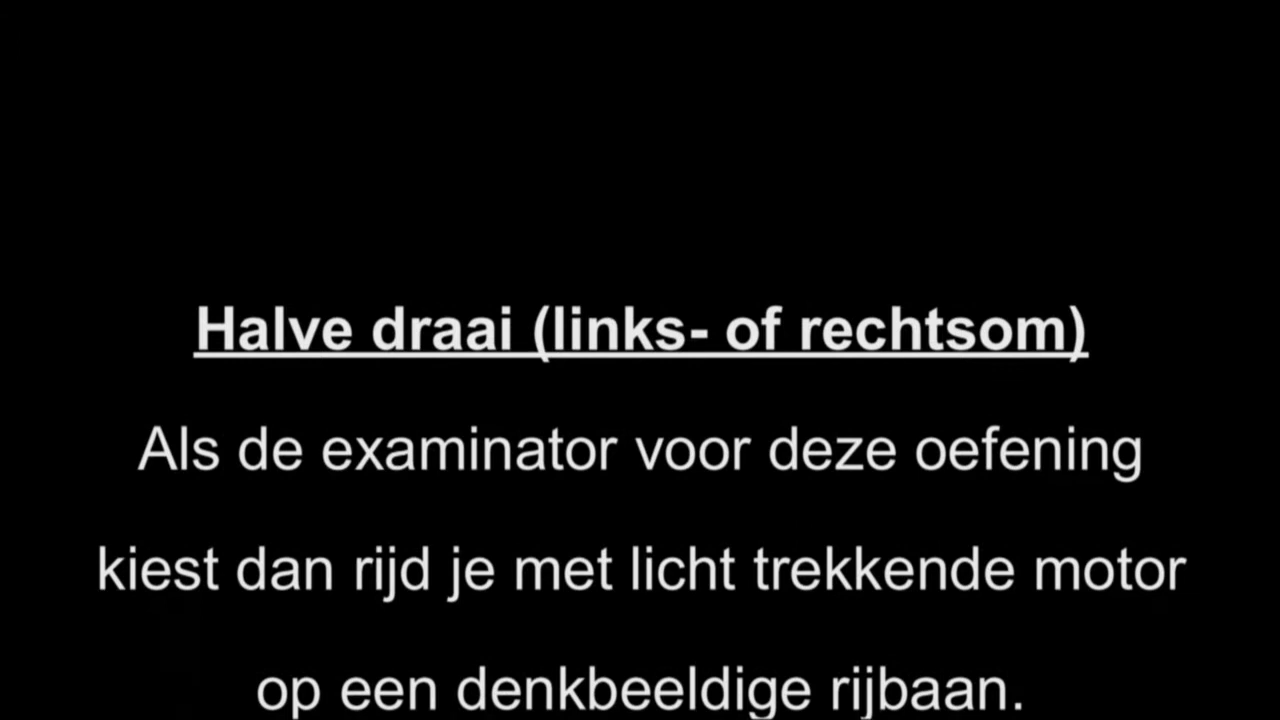 Halve draai (links- of rechtsom)
Als de examinator voor deze oefening
kiest dan rijd je met licht trekkende motor
op een denkbeeldige rijbaan.